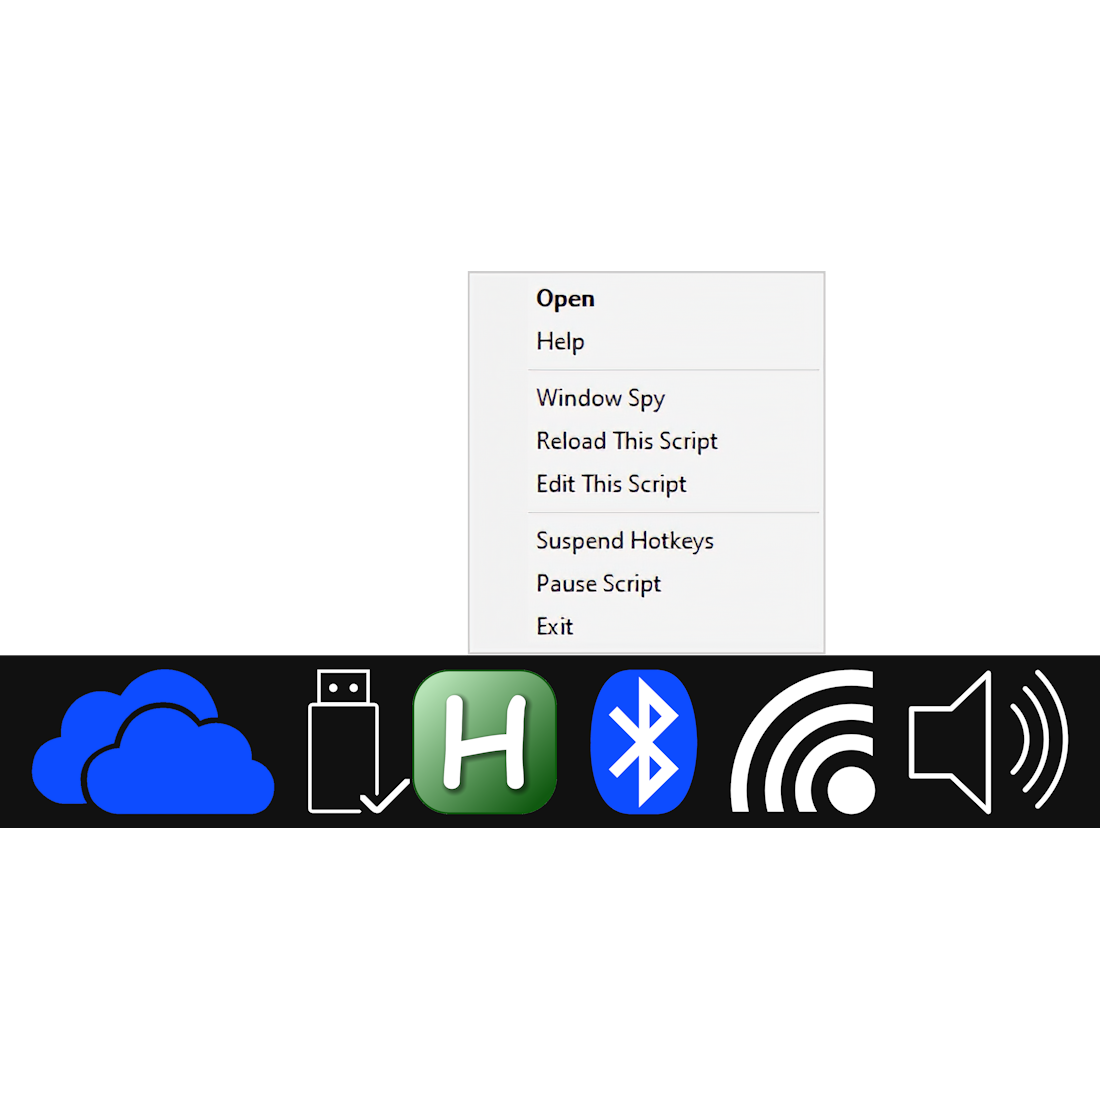 Open
Help
Window Spy
Reload This Script
Edit This Script
Suspend Hotkeys
Pause Script
Exit
H